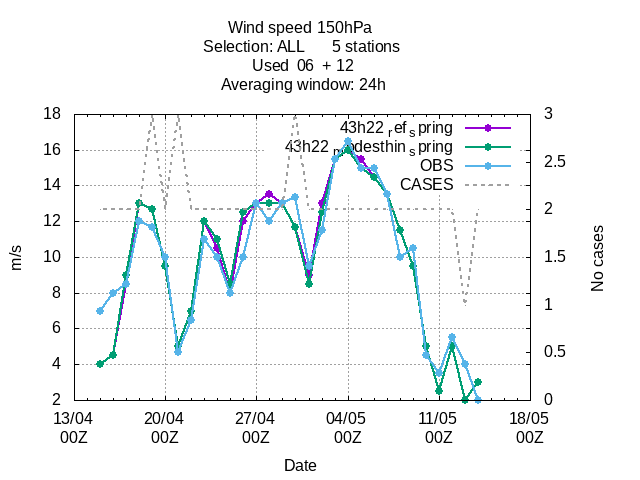 Wind speed 150hPa
Selection: ALL 5 stations
Used 06 + 12
Averaging window: 24h
18 3
43h22 refspring
16 43h22 modesthinspring
2.5
OBS
14 CASES
12 2
10 1.5
m/s
No cases
8
1
6
4 0.5
2 0
13/04 20/04 27/04 04/05 11/05 18/05
00Z 00Z 00Z 00Z 00Z 00Z
Date